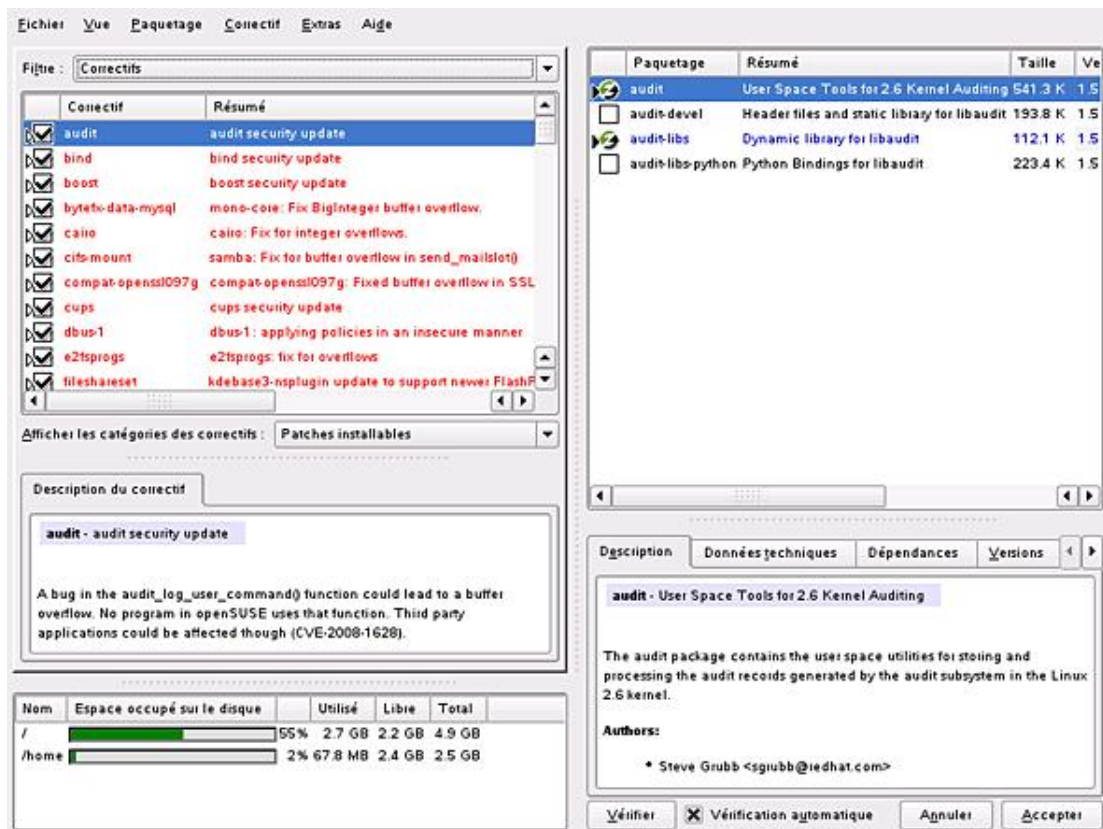 Fichier Vue Paquetage Correctif Extras Aide
Filtre : Correctifs
Correctif Résumé
audit audit security update
bind bind security update
boost boost security update
bytefx-data-mysql mono-core: Fix BigInteger buffer overflow.
cairo cairo: Fix for integer overflows.
cifs-mount samba: Fix for buffer overflow in send_mailslot()
compat-openssl097g compat-openssl097g: Fixed buffer overflow in SSL
cups cups security update
dbus-1 dbus-1: applying policies in an insecure manner
e2fsprogs e2fsprogs: fix for overflows
fileshareset kdebase3-nsplugin update to support newer FlashP
Afficher les catégories des correctifs : Patches installables
Description du correctif
audit - audit security update
A bug in the audit_log_user_command() function could lead to a buffer
overflow. No program in openSUSE uses that function. Third party
applications could be affected though (CVE-2008-1628).
Nom Espace occupé sur le disque Utilisé Libre Total
/ 55% 2.7 GB 2.2 GB 4.9 GB
/home 2% 67.8 MB 2.4 GB 2.5 GB
Paquetage Résumé Taille Ve
audit User Space Tools for 2.6 Kernel Auditing 541.3 K 1.5
audit-devel Header files and static library for libaudit 193.8 K 1.5
audit-libs Dynamic library for libaudit 112.1 K 1.5
audit-libs-python Python Bindings for libaudit 223.4 K 1.5
Description Données techniques Dépendances Versions
audit - User Space Tools for 2.6 Kernel Auditing
The audit package contains the user space utilities for storing and
processing the audit records generated by the audit subsystem in the Linux
2.6 kernel.
Authors:
• Steve Grubb <sgrubb@redhat.com>
Vérifier Vérification automatique Annuler Accepter